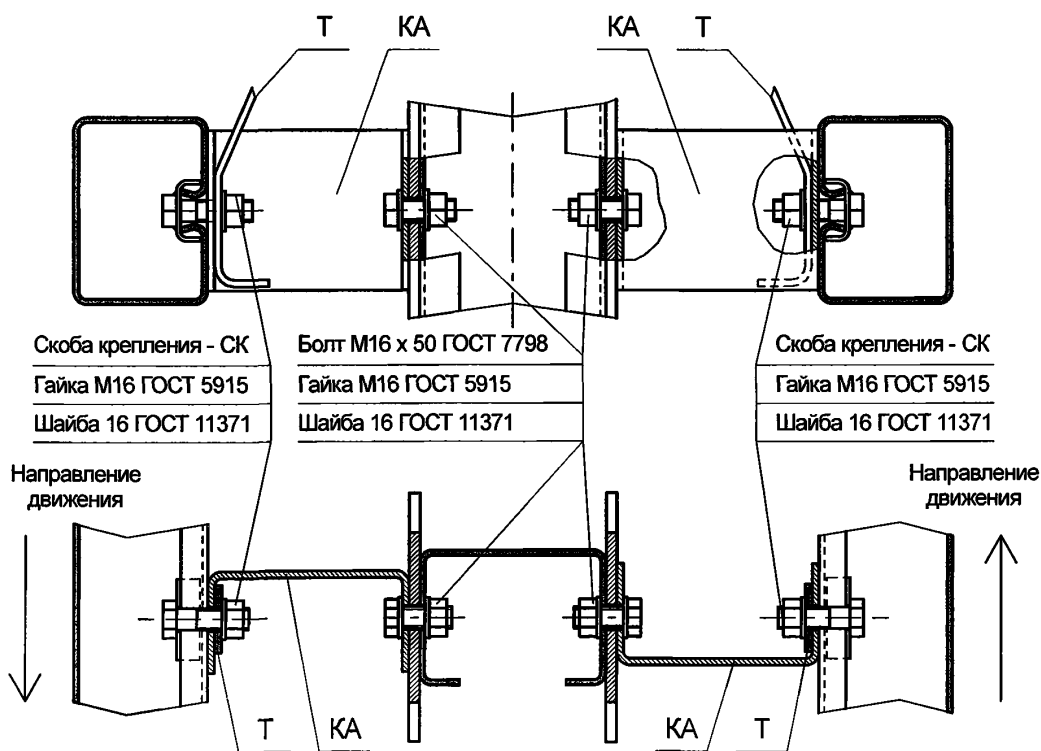 Т КА КА Т
Скоба крепления - СК
Гайка М16 ГОСТ 5915
Шайба 16 ГОСТ 11371
Болт М16 х 50 ГОСТ 7798
Гайка М16 ГОСТ 5915
Шайба 16 ГОСТ 11371
Скоба крепления - СК
Гайка М16 ГОСТ 5915
Шайба 16 ГОСТ 11371
Направление
движения
Направление
движения
Т КА КА Т